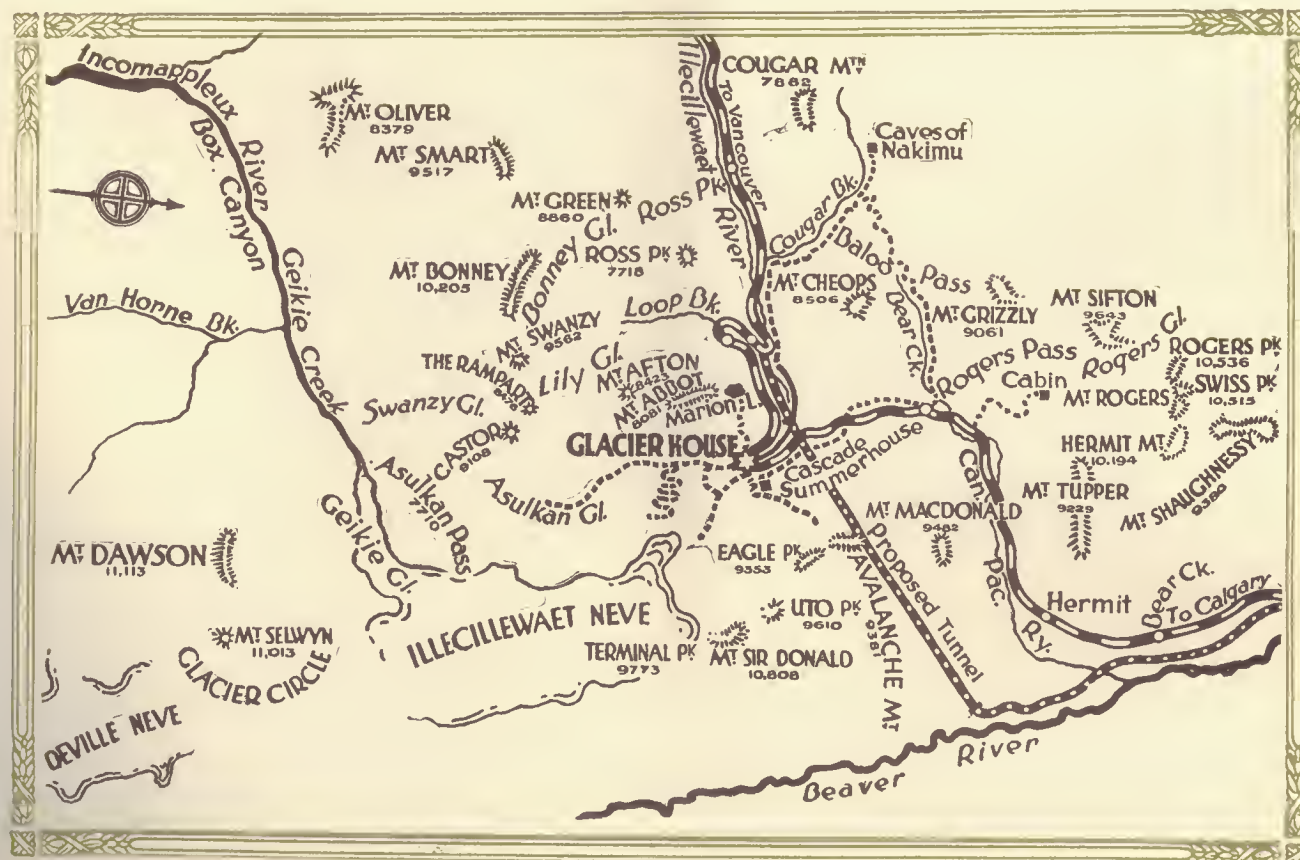 Incomappleux River
Box Canyon
MT OLIVER
8379
MT SMART
9517
MT GREEN
8860
Bonney Gl.
Ross Pk.
ROSS PK
7718
MT BONNEY
10,205
Illecillewaet River
To Vancouver
COUGAR MTN
7882
Caves of
Nakimu
Cougar Bk.
Baloo Pass
Bear Ck.
MT CHEOPS
8506
MT GRIZZLY
9061
MT SIFTON
9643
Rogers Gl.
ROGERS PK
10,536
SWISS PK
10,515
Rogers Pass
Cabin
MT ROGERS
HERMIT MT
10,194
MT TUPPER
9229
MT SHAUGHNESSY
9380
Van Horne Bk.
Geikie Creek
Loop Bk.
MT SWANZY
9562
THE RAMPARTS
Lily Gl.
MT AFTON
8423
MT ABBOT
8081
Marion L.
Swanzy Gl.
CASTOR
9108
GLACIER HOUSE
Cascade
Summerhouse
Asulkan Pass
7710
Asulkan Gl.
Geikie Gl.
MT MACDONALD
9482
Can. Pac. Ry.
MT DAWSON
11,113
EAGLE PK
9353
AVALANCHE MT
9381
Proposed Tunnel
Hermit
Bear Ck.
To Calgary
UTO PK
9610
ILLECILLEWAET NEVE
TERMINAL PK
9773
MT SIR DONALD
10,808
MT SELWYN
11,013
GLACIER CIRCLE
DEVILLE NEVE
Beaver River